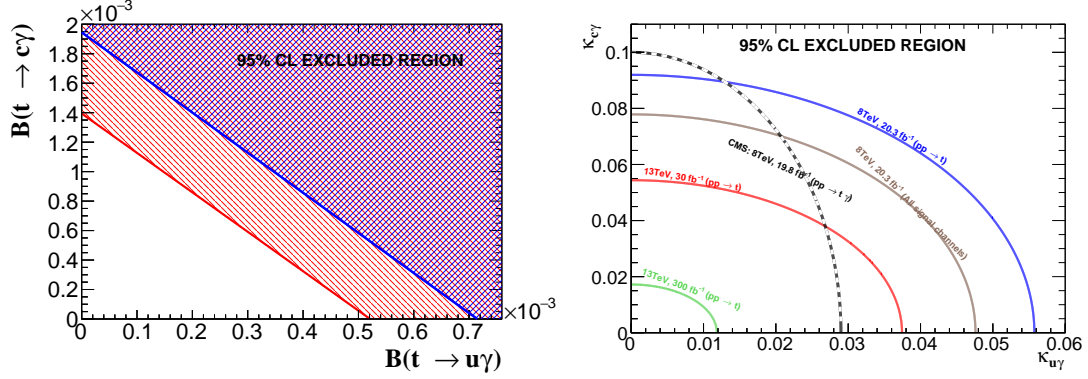 ×10⁻³
B(t → cγ)
2
1.8
1.6
1.4
1.2
1
0.8
0.6
0.4
0.2
0
95% CL EXCLUDED REGION
0 0.1 0.2 0.3 0.4 0.5 0.6 0.7
×10⁻³
B(t → uγ)
κcγ
0.1
0.08
0.06
0.04
0.02
0
95% CL EXCLUDED REGION
8TeV, 20.3 fb⁻¹ (pp → t)
CMS: 8TeV, 19.8 fb⁻¹ (pp → t γ)
8TeV, 20.3 fb⁻¹ (All signal channels)
13TeV, 30 fb⁻¹ (pp → t)
13TeV, 300 fb⁻¹ (pp → t)
0 0.01 0.02 0.03 0.04 0.05 0.06
κuγ